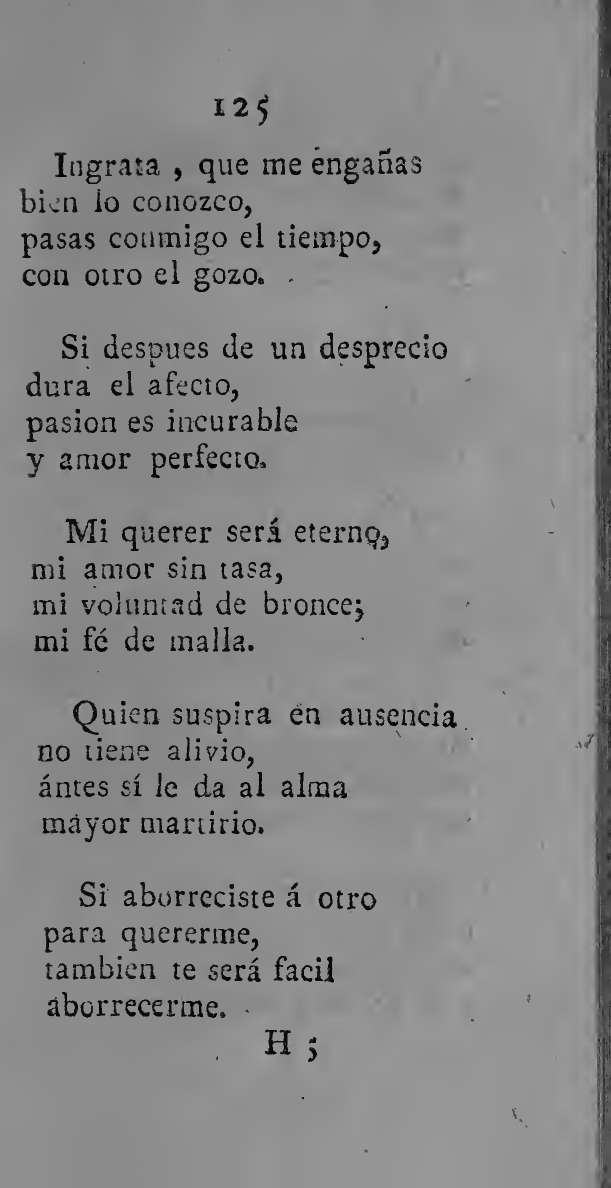 125
Ingrata , que me engañas
bien lo conozco,
pasas conmigo el tiempo,
con otro el gozo.
Si despues de un desprecio
dura el afecto,
pasion es incurable
y amor perfecto.
Mi querer será eterno,
mi amor sin tasa,
mi voluntad de bronce;
mi fé de malla.
Quien suspira en ausencia
no tiene alivio,
ántes sí le da al alma
mayor martirio.
Si aborreciste á otro
para quererme,
tambien te será facil
aborrecerme.
H 5